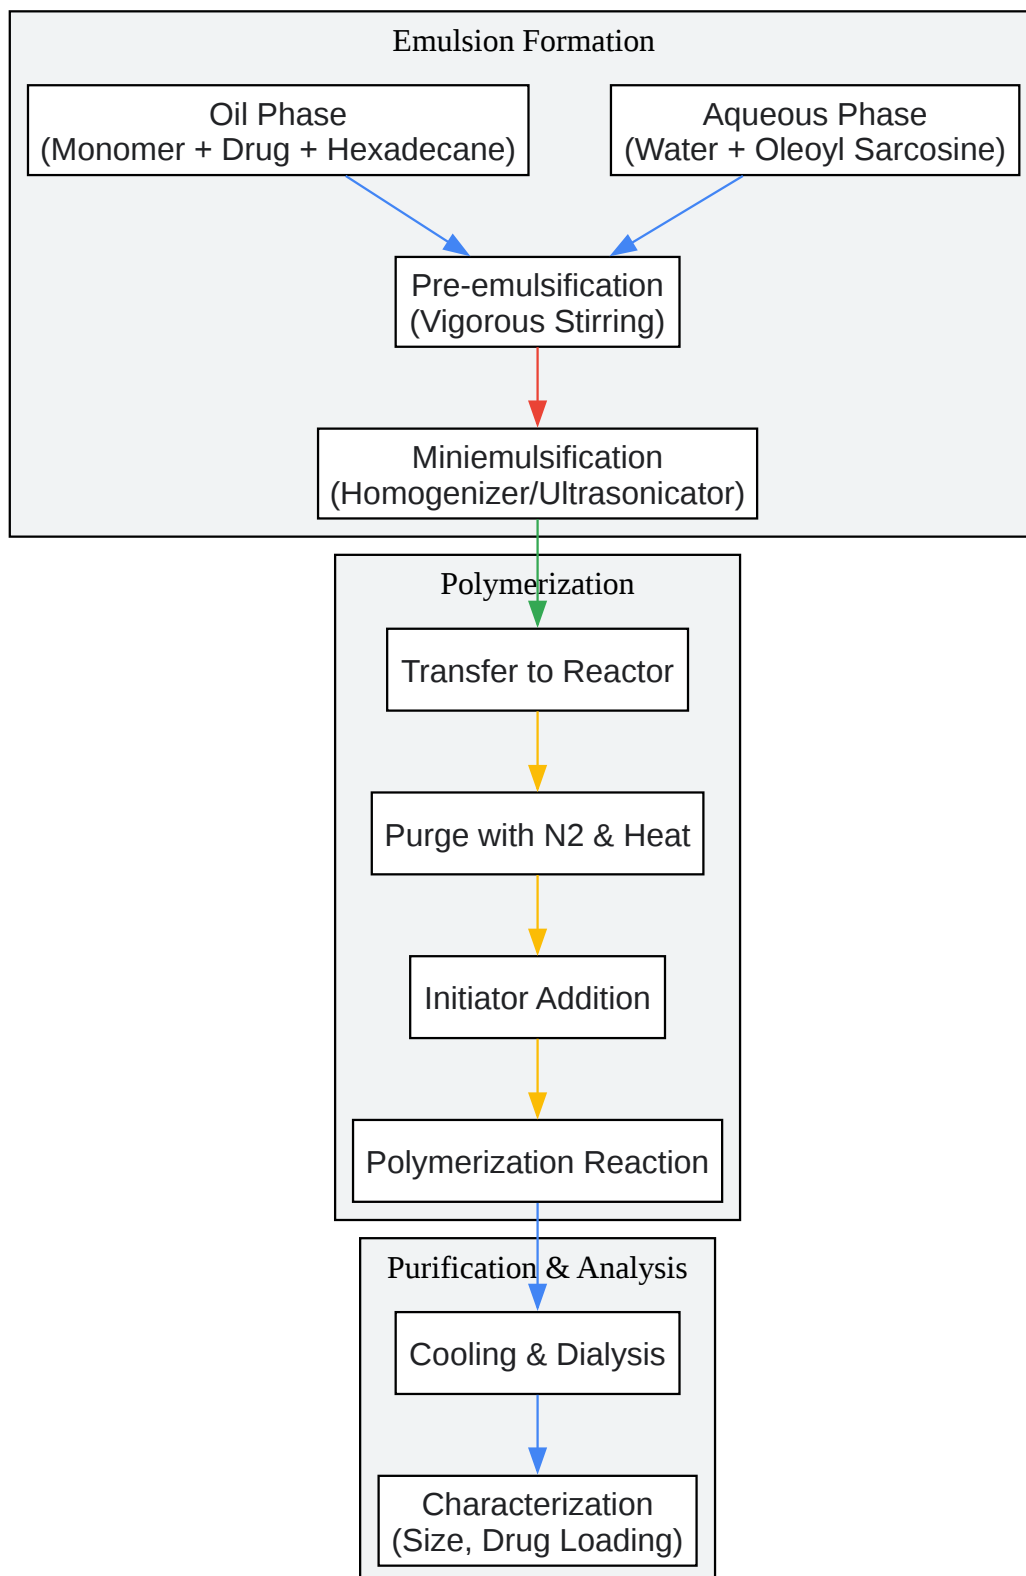 Emulsion Formation
Oil Phase
(Monomer + Drug + Hexadecane)
Aqueous Phase
(Water + Oleoyl Sarcosine)
Pre-emulsification
(Vigorous Stirring)
Miniemulsification
(Homogenizer/Ultrasonicator)
Polymerization
Transfer to Reactor
Purge with N2 & Heat
Initiator Addition
Polymerization Reaction
Purification & Analysis
Cooling & Dialysis
Characterization
(Size, Drug Loading)